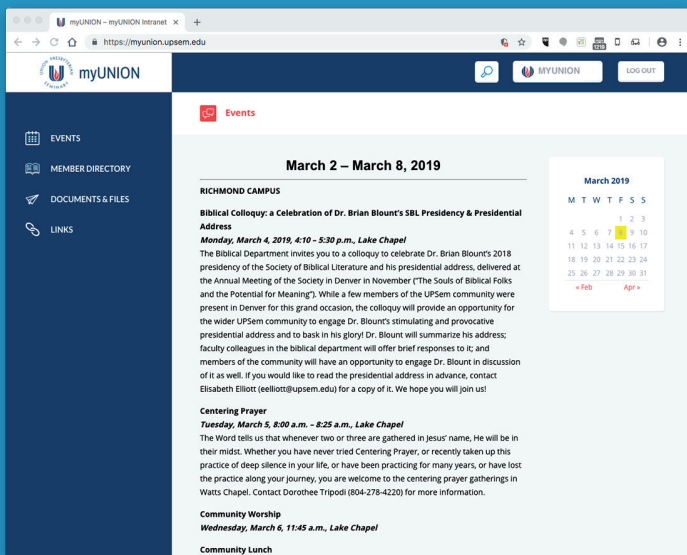 myUNION – myUNION Intranet
https://myunion.upsem.edu
UNION PRESBYTERIAN SEMINARY
myUNION
MYUNION
LOG OUT
Events
EVENTS
MEMBER DIRECTORY
DOCUMENTS & FILES
LINKS
March 2 – March 8, 2019
RICHMOND CAMPUS
Biblical Colloquy: a Celebration of Dr. Brian Blount's SBL Presidency & Presidential
Address
Monday, March 4, 2019, 4:10 – 5:30 p.m., Lake Chapel
The Biblical Department invites you to a colloquy to celebrate Dr. Brian Blount's 2018
presidency of the Society of Biblical Literature and his presidential address, delivered at
the Annual Meeting of the Society in Denver in November ("The Souls of Biblical Folks
and the Potential for Meaning"). While a few members of the UPSem community were
present in Denver for this grand occasion, the colloquy will provide an opportunity for
the wider UPSem community to engage Dr. Blount's stimulating and provocative
presidential address and to bask in his glory! Dr. Blount will summarize his address;
faculty colleagues in the biblical department will offer brief responses to it; and
members of the community will have an opportunity to engage Dr. Blount in discussion
of it as well. If you would like to read the presidential address in advance, contact
Elisabeth Elliott (eelliott@upsem.edu) for a copy of it. We hope you will join us!
Centering Prayer
Tuesday, March 5, 8:00 a.m. – 8:25 a.m., Lake Chapel
The Word tells us that whenever two or three are gathered in Jesus' name, He will be in
their midst. Whether you have never tried Centering Prayer, or recently taken up this
practice of deep silence in your life, or have been practicing for many years, or have lost
the practice along your journey, you are welcome to the centering prayer gatherings in
Watts Chapel. Contact Dorothee Tripodi (804-278-4220) for more information.
Community Worship
Wednesday, March 6, 11:45 a.m., Lake Chapel
Community Lunch
March 2019
M T W T F S S
1 2 3
4 5 6 7 8 9 10
11 12 13 14 15 16 17
18 19 20 21 22 23 24
25 26 27 28 29 30 31
« Feb Apr »